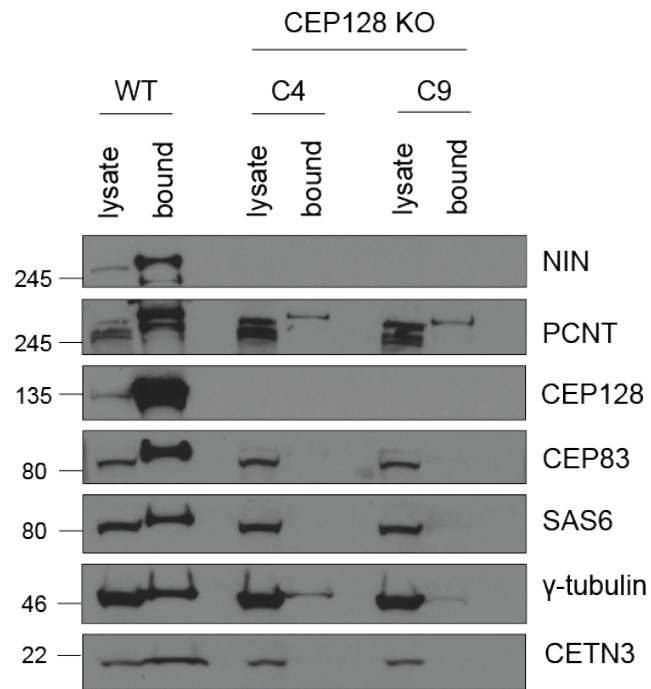 CEP128 KO
WT C4 C9
lysate bound lysate bound lysate bound
245 NIN
245 PCNT
135 CEP128
80 CEP83
80 SAS6
46 γ-tubulin
22 CETN3